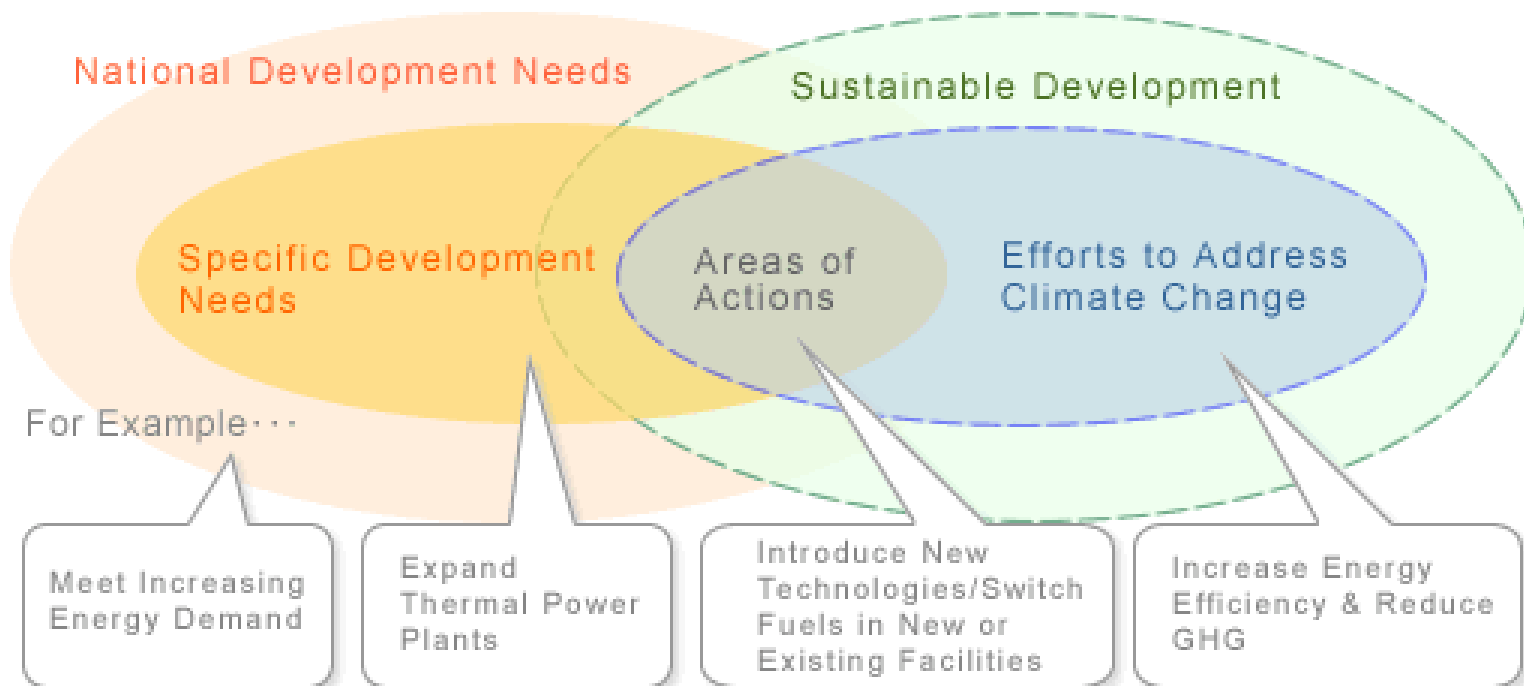 National Development Needs
Sustainable Development
Specific Development
Needs
Areas of
Actions
Efforts to Address
Climate Change
For Example···
Meet Increasing
Energy Demand
Expand
Thermal Power
Plants
Introduce New
Technologies/Switch
Fuels in New or
Existing Facilities
Increase Energy
Efficiency & Reduce
GHG